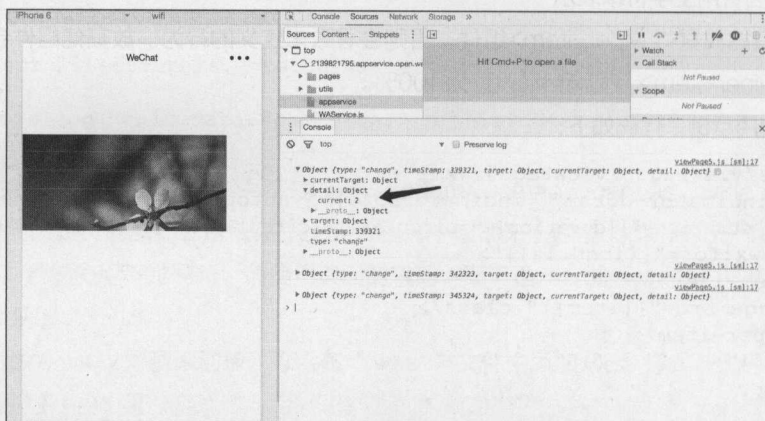 iPhone 6 wifi
WeChat
Console Sources Network Storage »
Sources Content ... Snippets
top
2139821795.appservice.open.we
pages
utils
appservice
WAService.js
Hit Cmd+P to open a file
Watch
Call Stack
Not Paused
Scope
Not Paused
Console
top Preserve log
viewPage5.js [sm]:17
Object {type: "change", timeStamp: 339321, target: Object, currentTarget: Object, detail: Object}
currentTarget: Object
detail: Object
current: 2
__proto__: Object
target: Object
timeStamp: 339321
type: "change"
__proto__: Object
viewPage5.js [sm]:17
Object {type: "change", timeStamp: 342323, target: Object, currentTarget: Object, detail: Object}
viewPage5.js [sm]:17
Object {type: "change", timeStamp: 345324, target: Object, currentTarget: Object, detail: Object}